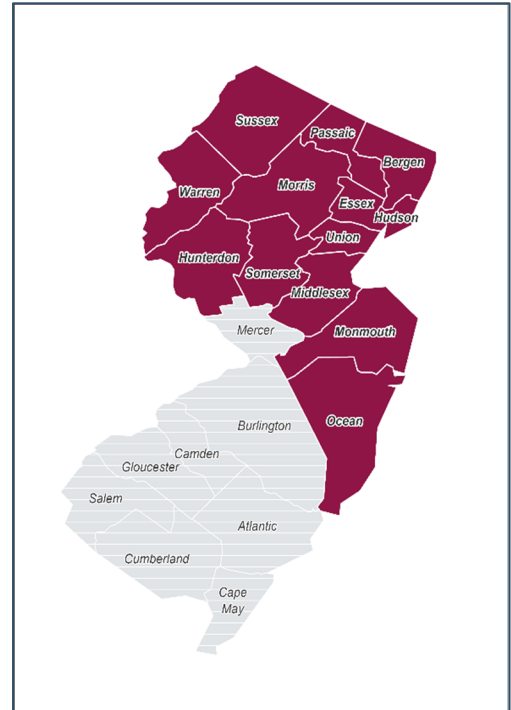 Sussex
Passaic
Bergen
Warren
Morris
Essex
Hudson
Union
Hunterdon
Somerset
Middlesex
Mercer
Monmouth
Ocean
Burlington
Camden
Gloucester
Salem
Atlantic
Cumberland
Cape
May